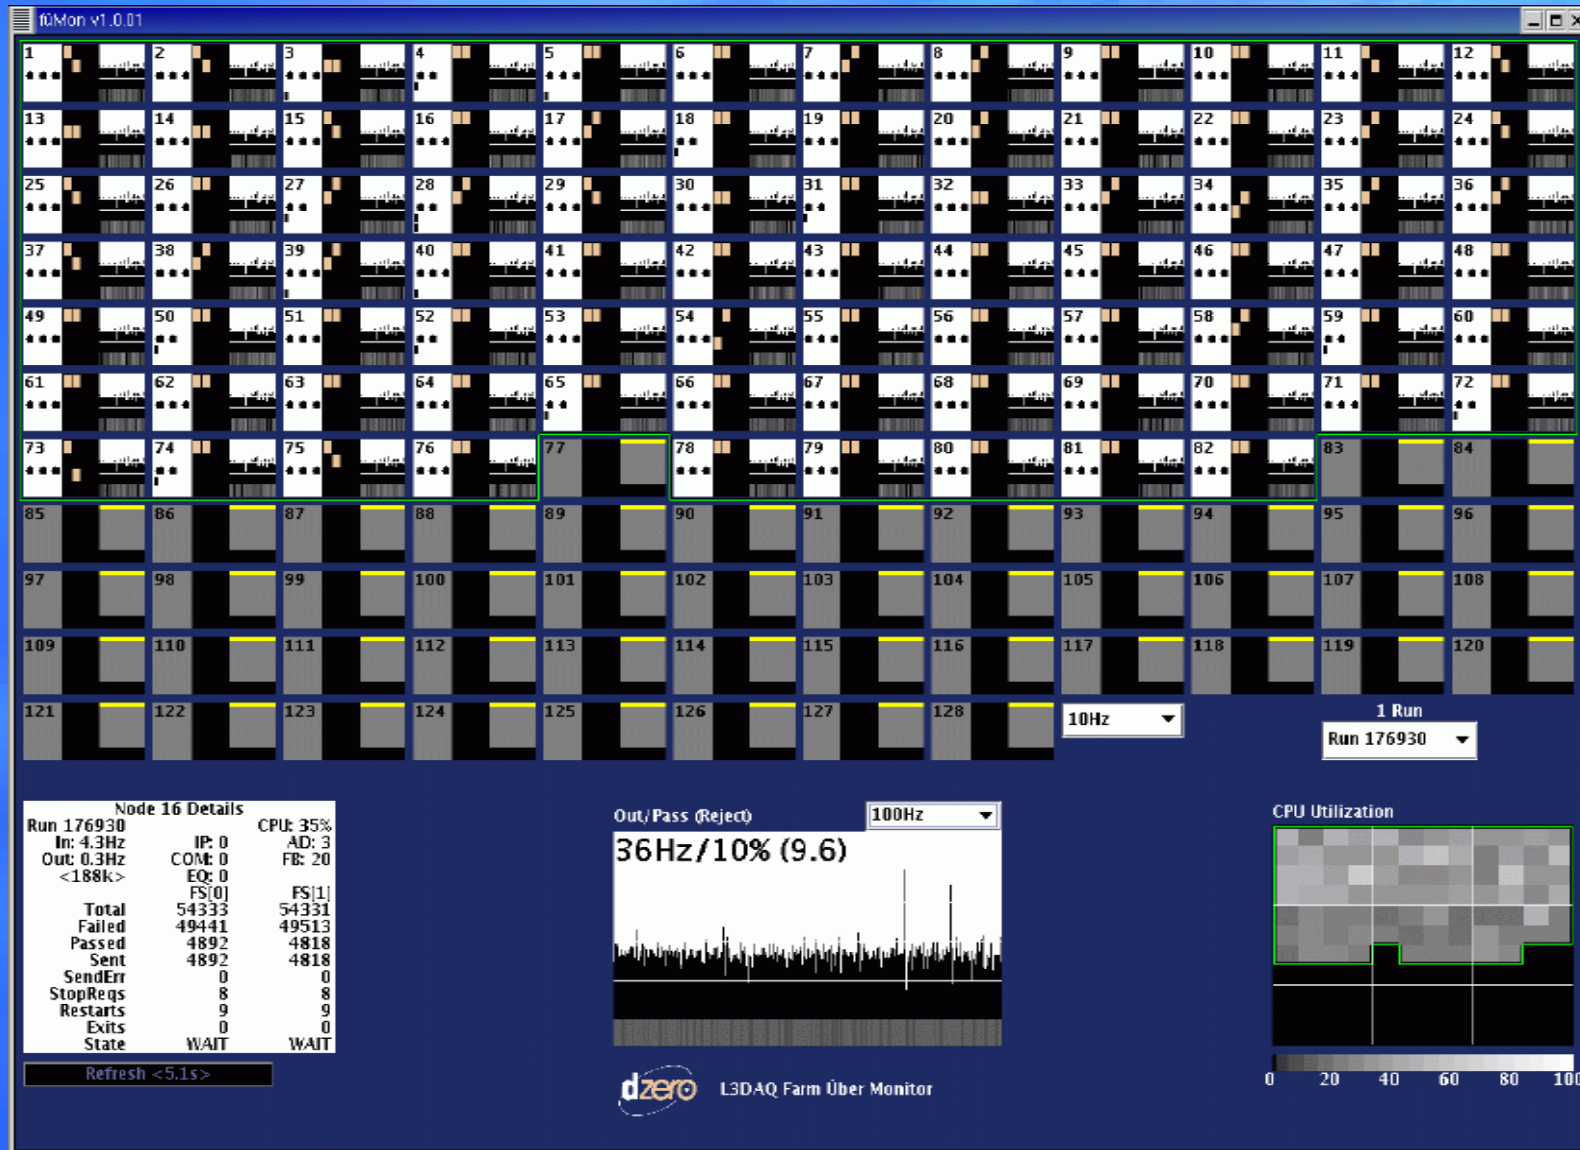 füMon v1.0.01
1 2 3 4 5 6 7 8 9 10 11 12
13 14 15 16 17 18 19 20 21 22 23 24
25 26 27 28 29 30 31 32 33 34 35 36
37 38 39 40 41 42 43 44 45 46 47 48
49 50 51 52 53 54 55 56 57 58 59 60
61 62 63 64 65 66 67 68 69 70 71 72
73 74 75 76 77 78 79 80 81 82 83 84
85 86 87 88 89 90 91 92 93 94 95 96
97 98 99 100 101 102 103 104 105 106 107 108
109 110 111 112 113 114 115 116 117 118 119 120
121 122 123 124 125 126 127 128 10Hz
1 Run
Run 176930
Node 16 Details
Run 176930 CPU: 35%
In: 4.3Hz IP: 0 AD: 3
Out: 0.3Hz COM: 0 FB: 20
<188k> EQ: 0
FS[0] FS[1]
Total 54333 54331
Failed 49441 49513
Passed 4892 4818
Sent 4892 4818
SendErr 0 0
StopReqs 8 8
Restarts 9 9
Exits 0 0
State WAIT WAIT
Refresh <5.1s>
Out/Pass (Reject) 100Hz
36Hz/10% (9.6)
dzero L3DAQ Farm Über Monitor
CPU Utilization
0 20 40 60 80 100